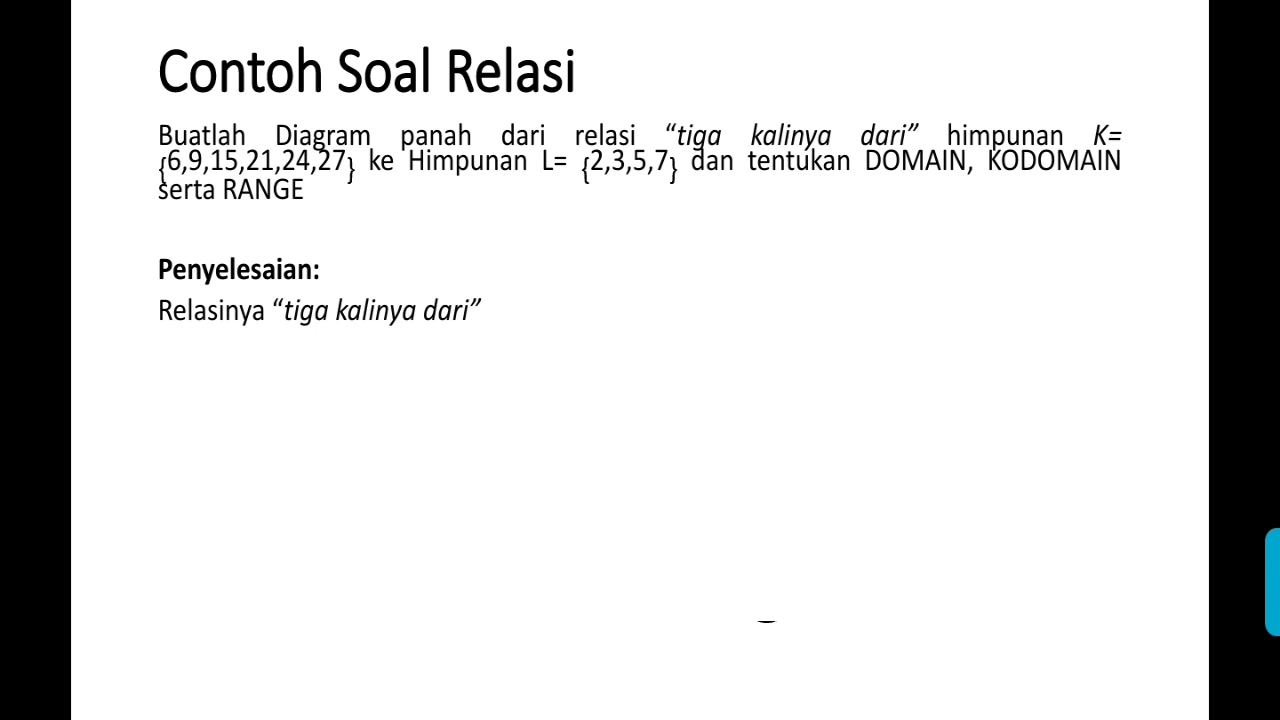 Contoh Soal Relasi
Buatlah Diagram panah dari relasi “tiga kalinya dari” himpunan K=
{6,9,15,21,24,27} ke Himpunan L= {2,3,5,7} dan tentukan DOMAIN, KODOMAIN
serta RANGE
Penyelesaian:
Relasinya “tiga kalinya dari”